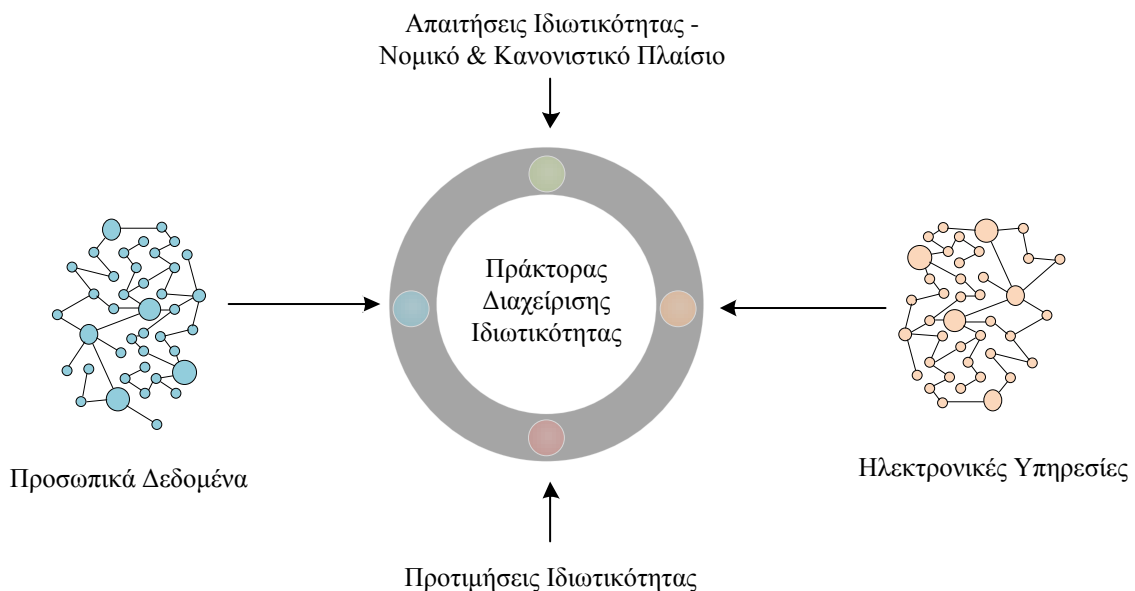 Απαιτήσεις Ιδιωτικότητας -
Νομικό & Κανονιστικό Πλαίσιο
Πράκτορας
Διαχείρισης
Ιδιωτικότητας
Προσωπικά Δεδομένα
Ηλεκτρονικές Υπηρεσίες
Προτιμήσεις Ιδιωτικότητας